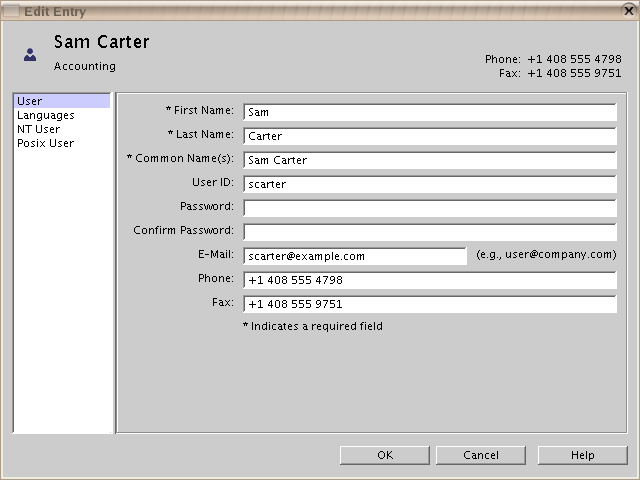 Edit Entry
Sam Carter
Accounting
Phone: +1 408 555 4798
Fax: +1 408 555 9751
User
Languages
NT User
Posix User
* First Name: Sam
* Last Name: Carter
* Common Name(s): Sam Carter
User ID: scarter
Password:
Confirm Password:
E-Mail: scarter@example.com (e.g., user@company.com)
Phone: +1 408 555 4798
Fax: +1 408 555 9751
* Indicates a required field
OK Cancel Help